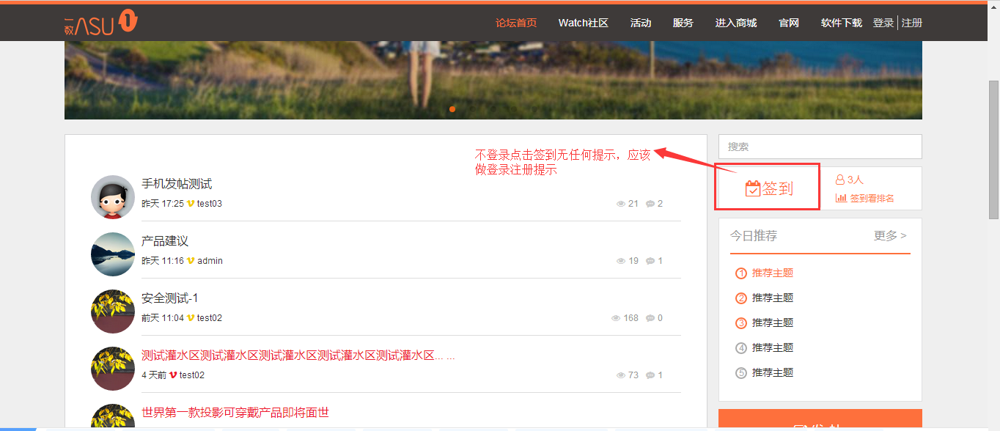 一数 ASU 1
论坛首页 Watch社区 活动 服务 进入商城 官网 软件下载 登录 注册
不登录点击签到无任何提示，应该
做登录注册提示
搜索
签到
3人
签到看排名
手机发帖测试
昨天 17:25 test03 21 2
产品建议
昨天 11:16 admin 19 1
安全测试-1
前天 11:04 test02 168 0
测试灌水区测试灌水区测试灌水区测试灌水区测试灌水区... ...
4 天前 test02 73 1
世界第一款投影可穿戴产品即将面世
今日推荐 更多 >
1 推荐主题
2 推荐主题
3 推荐主题
4 推荐主题
5 推荐主题